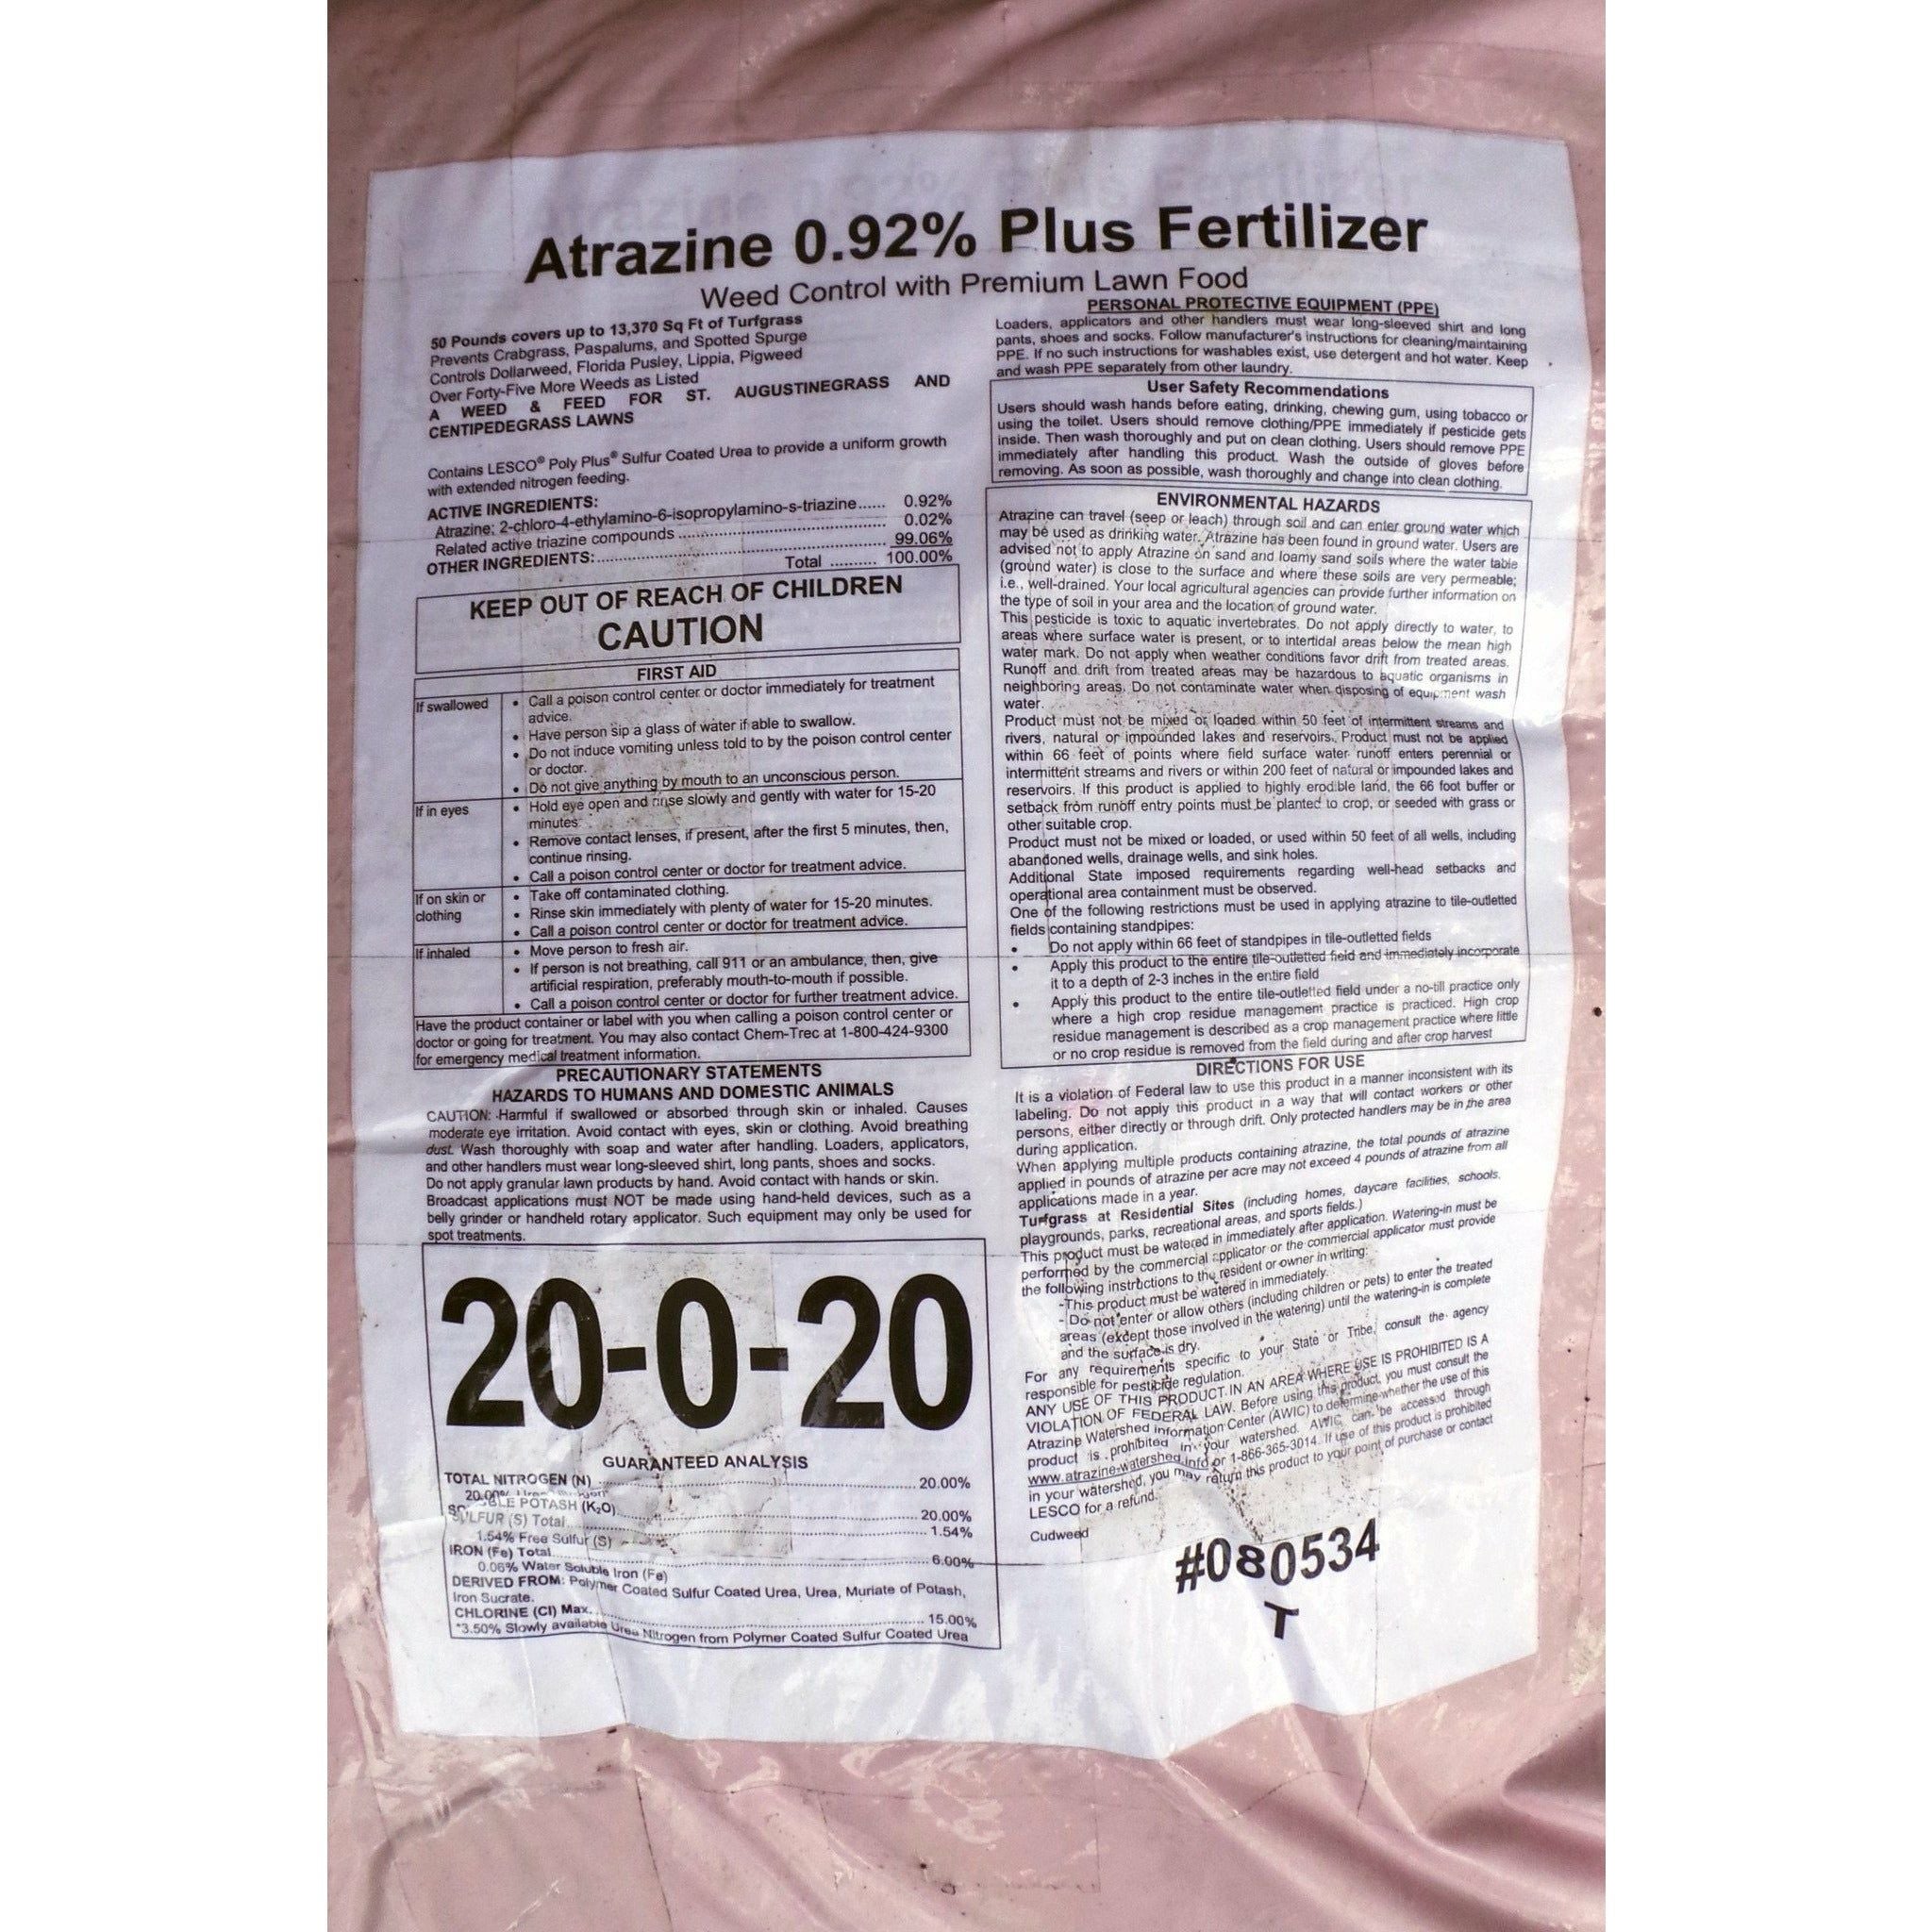 Atrazine 0.92% Plus Fertilizer
Weed Control with Premium Lawn Food
50 Pounds covers up to 13,370 Sq Ft of Turfgrass
Prevents Crabgrass, Paspalums, and Spotted Spurge
Controls Dollarweed, Florida Pusley, Lippia, Pigweed
Over Forty-Five More Weeds as Listed
A WEED & FEED FOR ST. AUGUSTINEGRASS AND
CENTIPEDEGRASS LAWNS
Contains LESCO® Poly Plus® Sulfur Coated Urea to provide a uniform growth
with extended nitrogen feeding.
ACTIVE INGREDIENTS:
Atrazine: 2-chloro-4-ethylamino-6-isopropylamino-s-triazine...... 0.92%
Related active triazine compounds ...................................................... 0.02%
OTHER INGREDIENTS:........................................................................ 99.06%
Total .......... 100.00%
KEEP OUT OF REACH OF CHILDREN
CAUTION
FIRST AID
If swallowed • Call a poison control center or doctor immediately for treatment
advice.
• Have person sip a glass of water if able to swallow.
• Do not induce vomiting unless told to by the poison control center
or doctor.
• Do not give anything by mouth to an unconscious person.
If in eyes • Hold eye open and rinse slowly and gently with water for 15-20
minutes
• Remove contact lenses, if present, after the first 5 minutes, then,
continue rinsing.
• Call a poison control center or doctor for treatment advice.
If on skin or • Take off contaminated clothing.
clothing • Rinse skin immediately with plenty of water for 15-20 minutes.
• Call a poison control center or doctor for treatment advice.
If inhaled • Move person to fresh air.
• If person is not breathing, call 911 or an ambulance, then, give
artificial respiration, preferably mouth-to-mouth if possible.
• Call a poison control center or doctor for further treatment advice.
Have the product container or label with you when calling a poison control center or
doctor or going for treatment. You may also contact Chem-Trec at 1-800-424-9300
for emergency medical treatment information.
PRECAUTIONARY STATEMENTS
HAZARDS TO HUMANS AND DOMESTIC ANIMALS
CAUTION: Harmful if swallowed or absorbed through skin or inhaled. Causes
moderate eye irritation. Avoid contact with eyes, skin or clothing. Avoid breathing
dust. Wash thoroughly with soap and water after handling. Loaders, applicators,
and other handlers must wear long-sleeved shirt, long pants, shoes and socks.
Do not apply granular lawn products by hand. Avoid contact with hands or skin.
Broadcast applications must NOT be made using hand-held devices, such as a
belly grinder or handheld rotary applicator. Such equipment may only be used for
spot treatments.
20-0-20
GUARANTEED ANALYSIS
TOTAL NITROGEN (N) ........................................ 20.00%
20.00%
POTASH (K₂O)........................................ 20.00%
SULFUR (S) Total........................................ 1.54%
1.54% Free Sulfur (S)
IRON (Fe) Total........................................ 6.00%
0.06% Water Soluble Iron (Fe)
DERIVED FROM: Polymer Coated Sulfur Coated Urea, Urea, Muriate of Potash,
Iron Sucrate.
CHLORINE (Cl) Max........................................ 15.00%
*3.50% Slowly available Urea Nitrogen from Polymer Coated Sulfur Coated Urea
PERSONAL PROTECTIVE EQUIPMENT (PPE)
Loaders, applicators and other handlers must wear long-sleeved shirt and long
pants, shoes and socks. Follow manufacturer's instructions for cleaning/maintaining
PPE. If no such instructions for washables exist, use detergent and hot water. Keep
and wash PPE separately from other laundry.
User Safety Recommendations
Users should wash hands before eating, drinking, chewing gum, using tobacco or
using the toilet. Users should remove clothing/PPE immediately if pesticide gets
inside. Then wash thoroughly and put on clean clothing. Users should remove PPE
immediately after handling this product. Wash the outside of gloves before
removing. As soon as possible, wash thoroughly and change into clean clothing.
ENVIRONMENTAL HAZARDS
Atrazine can travel (seep or leach) through soil and can enter ground water which
may be used as drinking water. Atrazine has been found in ground water. Users are
advised not to apply Atrazine on sand and loamy sand soils where the water table
(ground water) is close to the surface and where these soils are very permeable;
i.e., well-drained. Your local agricultural agencies can provide further information on
the type of soil in your area and the location of ground water.
This pesticide is toxic to aquatic invertebrates. Do not apply directly to water, to
areas where surface water is present, or to intertidal areas below the mean high
water mark. Do not apply when weather conditions favor drift from treated areas.
Runoff and drift from treated areas may be hazardous to aquatic organisms in
neighboring areas. Do not contaminate water when disposing of equipment wash
water.
Product must not be mixed or loaded within 50 feet of intermittent streams and
rivers, natural or impounded lakes and reservoirs. Product must not be applied
within 66 feet of points where field surface water runoff enters perennial or
intermittent streams and rivers or within 200 feet of natural or impounded lakes and
reservoirs. If this product is applied to highly erodible land, the 66 foot buffer or
setback from runoff entry points must be planted to crop, or seeded with grass or
other suitable crop.
Product must not be mixed or loaded, or used within 50 feet of all wells, including
abandoned wells, drainage wells, and sink holes.
Additional State imposed requirements regarding well-head setbacks and
operational area containment must be observed.
One of the following restrictions must be used in applying atrazine to tile-outletted
fields containing standpipes:
• Do not apply within 66 feet of standpipes in tile-outletted fields
• Apply this product to the entire tile-outletted field and immediately incorporate
it to a depth of 2-3 inches in the entire field
• Apply this product to the entire tile-outletted field under a no-till practice only
where a high crop residue management practice is practiced. High crop
residue management is described as a crop management practice where little
or no crop residue is removed from the field during and after crop harvest
DIRECTIONS FOR USE
It is a violation of Federal law to use this product in a manner inconsistent with its
labeling. Do not apply this product in a way that will contact workers or other
persons, either directly or through drift. Only protected handlers may be in the area
during application.
When applying multiple products containing atrazine, the total pounds of atrazine
applied in pounds of atrazine per acre may not exceed 4 pounds of atrazine from all
applications made in a year.
Turfgrass at Residential Sites (including homes, daycare facilities, schools,
playgrounds, parks, recreational areas, and sports fields.)
This product must be watered in immediately after application. Watering-in must be
performed by the commercial applicator or the commercial applicator must provide
the following instructions to the resident or owner in writing:
-This product must be watered in immediately.
- Do not enter or allow others (including children or pets) to enter the treated
areas (except those involved in the watering) until the watering-in is complete
and the surface is dry.
For any requirements specific to your State or Tribe, consult the agency
responsible for pesticide regulation.
ANY USE OF THIS PRODUCT IN AN AREA WHERE USE IS PROHIBITED IS A
VIOLATION OF FEDERAL LAW. Before using this product, you must consult the
Atrazine Watershed Information Center (AWIC) to determine whether the use of this
product is prohibited in your watershed. AWIC can be accessed through
www.atrazine-watershed.info or 1-866-365-3014. If use of this product is prohibited
in your watershed, you may return this product to your point of purchase or contact
LESCO for a refund.
Cudweed
#080534
T